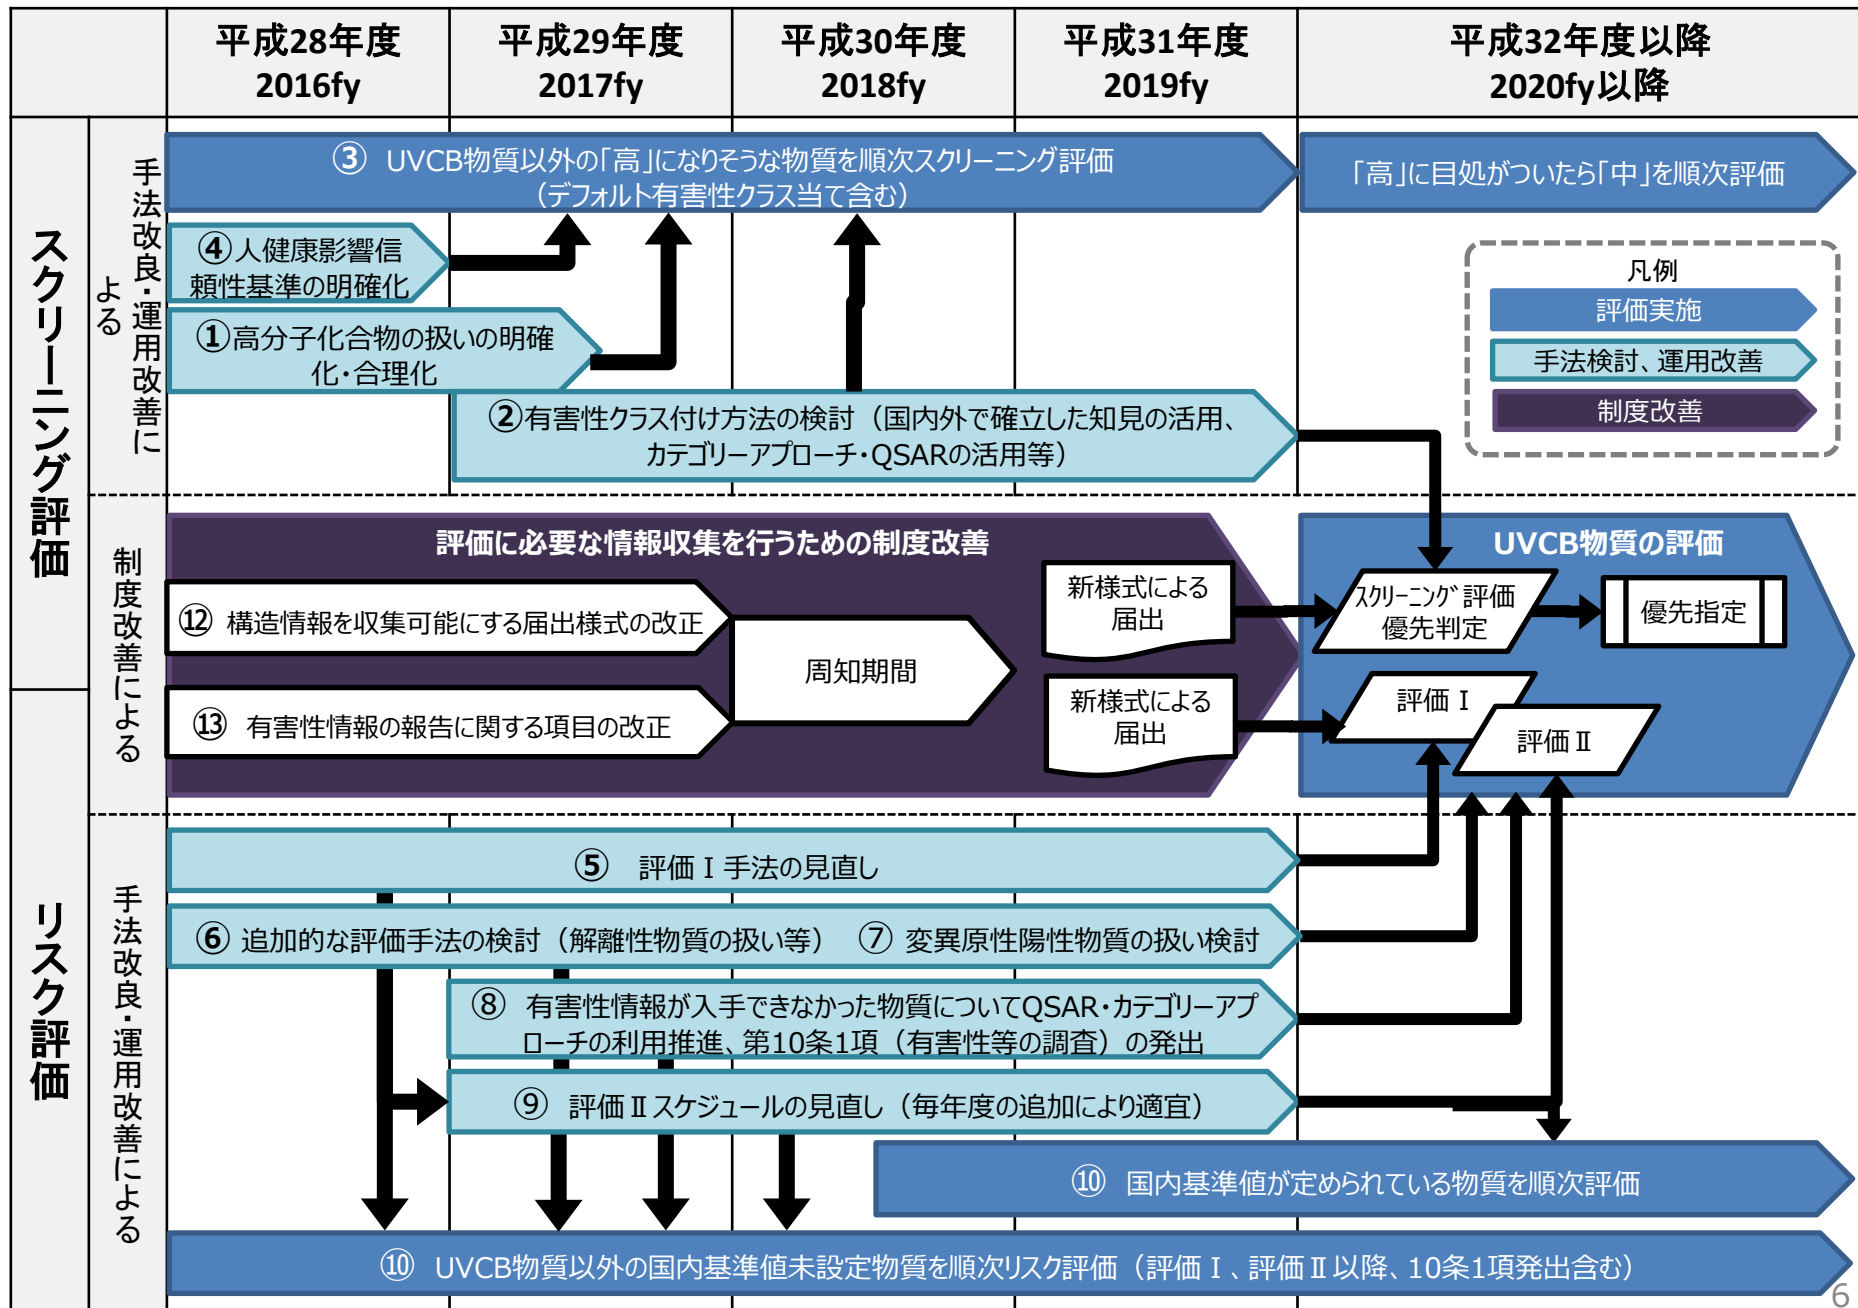 平成28年度
2016fy
平成29年度
2017fy
平成30年度
2018fy
平成31年度
2019fy
平成32年度以降
2020fy以降
スクリーニング評価
手法改良・運用改善に
よる
③ UVCB物質以外の「高」になりそうな物質を順次スクリーニング評価
（デフォルト有害性クラス当て含む）
「高」に目処がついたら「中」を順次評価
④人健康影響信
頼性基準の明確化
①高分子化合物の扱いの明確
化・合理化
②有害性クラス付け方法の検討（国内外で確立した知見の活用、
カテゴリーアプローチ・QSARの活用等）
凡例
評価実施
手法検討、運用改善
制度改善
制度改善による
評価に必要な情報収集を行うための制度改善
⑫ 構造情報を収集可能にする届出様式の改正
⑬ 有害性情報の報告に関する項目の改正
周知期間
新様式による
届出
新様式による
届出
UVCB物質の評価
スクリーニング評価
優先判定
優先指定
評価Ⅰ
評価Ⅱ
リスク評価
手法改良・運用改善による
⑤ 評価Ⅰ手法の見直し
⑥ 追加的な評価手法の検討（解離性物質の扱い等） ⑦ 変異原性陽性物質の扱い検討
⑧ 有害性情報が入手できなかった物質についてQSAR・カテゴリーアプ
ローチの利用推進、第10条1項（有害性等の調査）の発出
⑨ 評価Ⅱスケジュールの見直し（毎年度の追加により適宜）
⑩ 国内基準値が定められている物質を順次評価
⑩ UVCB物質以外の国内基準値未設定物質を順次リスク評価（評価Ⅰ、評価Ⅱ以降、10条1項発出含む）
6